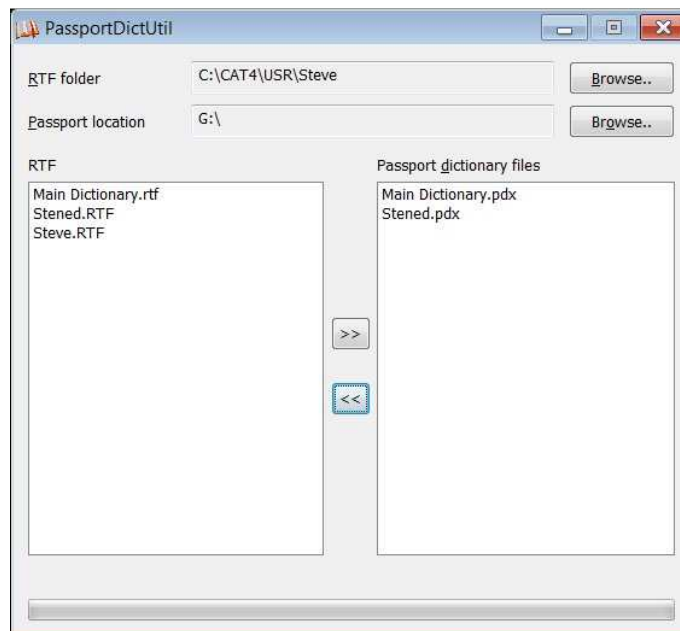 PassportDictUtil
RTF folder
C:\CAT4\USR\Steve
Browse..
Passport location
G:\
Browse..
RTF
Passport dictionary files
Main Dictionary.rtf
Stened.RTF
Steve.RTF
Main Dictionary.pdx
Stened.pdx
>>
<<